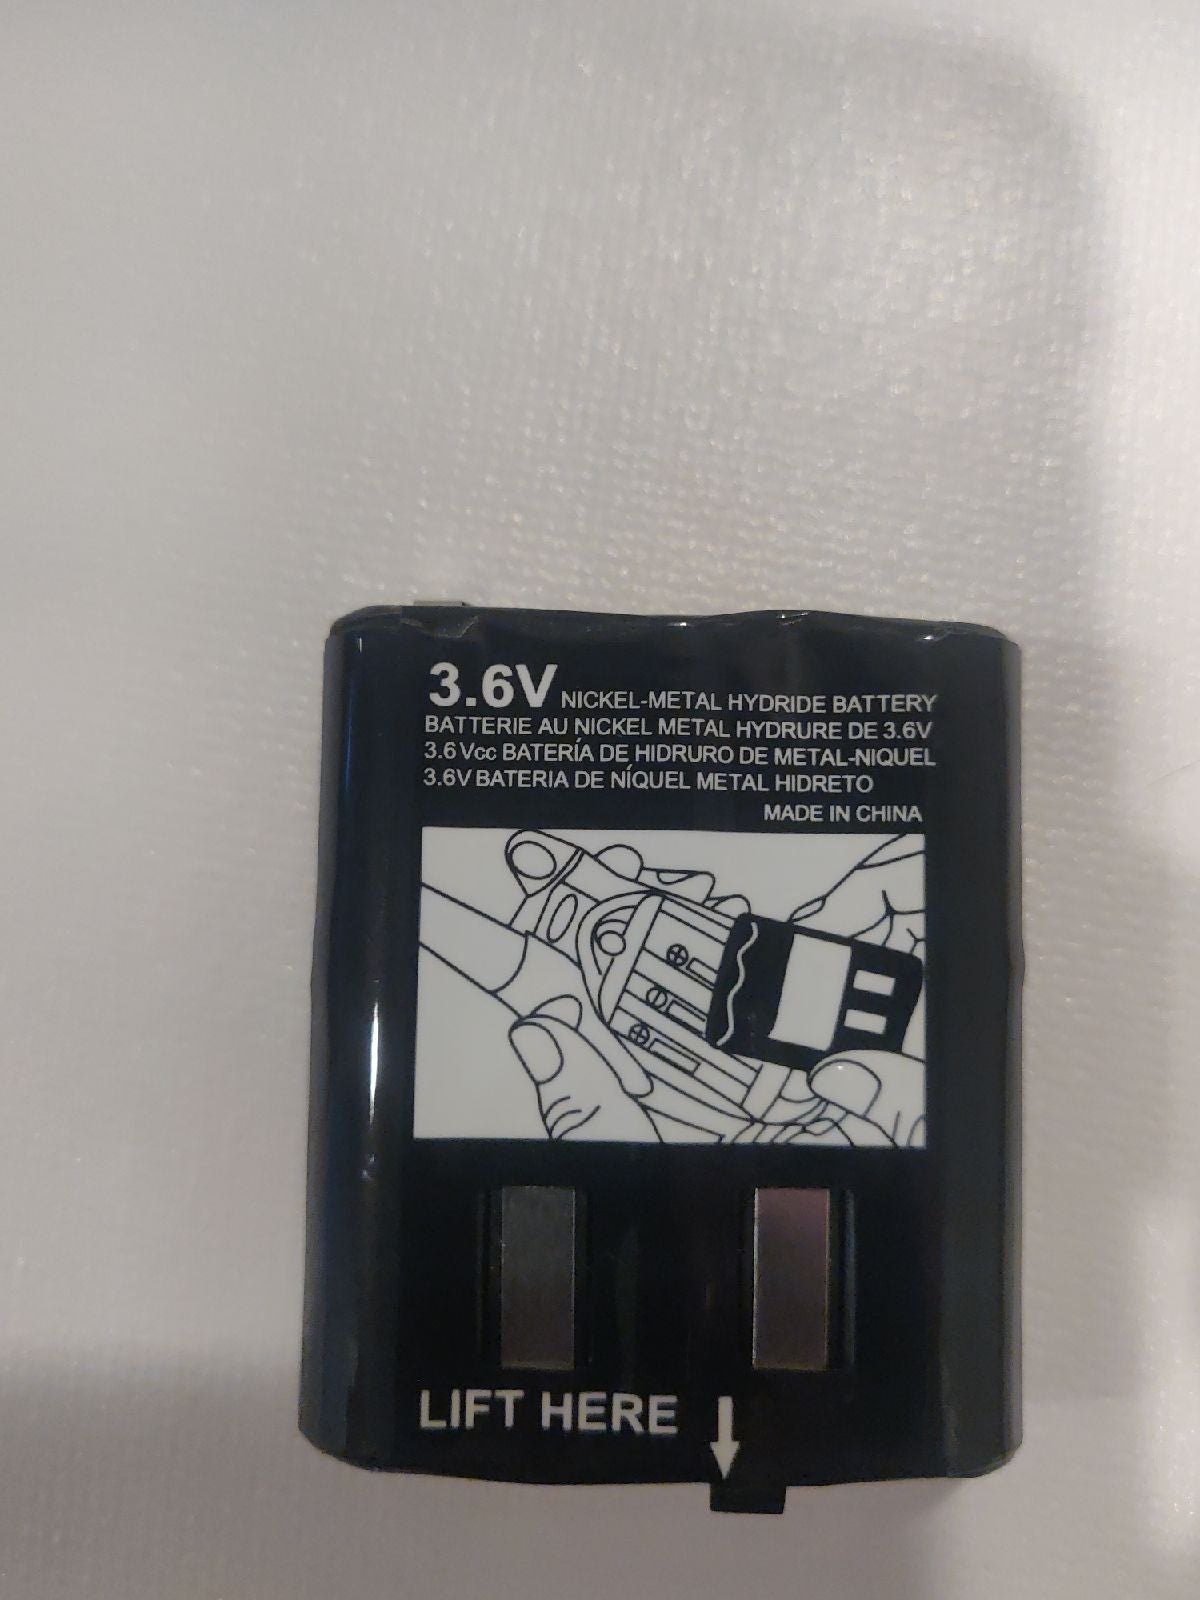 3.6V NICKEL-METAL HYDRIDE BATTERY
BATTERIE AU NICKEL METAL HYDRURE DE 3.6V
3.6 Vcc BATERÍA DE HIDRURO DE METAL-NIQUEL
3.6V BATERIA DE NÍQUEL METAL HIDRETO
MADE IN CHINA
LIFT HERE